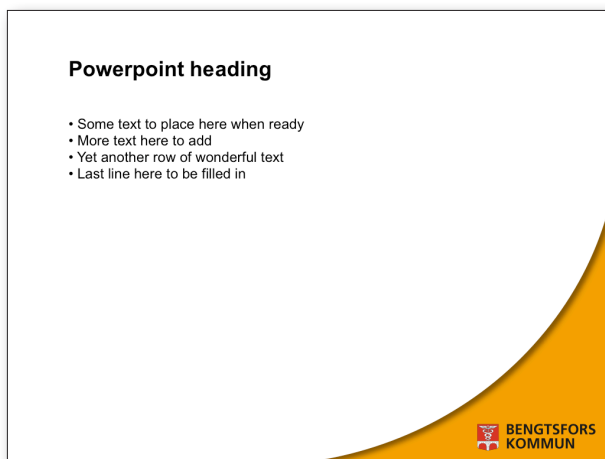 Powerpoint heading
• Some text to place here when ready
• More text here to add
• Yet another row of wonderful text
• Last line here to be filled in
BENGTSFORS
KOMMUN